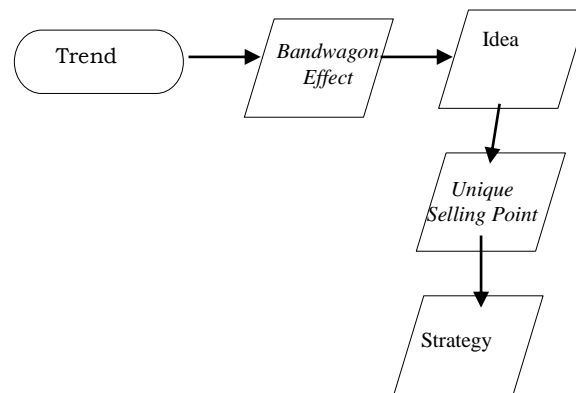 Trend
Bandwagon
Effect
Idea
Unique
Selling Point
Strategy